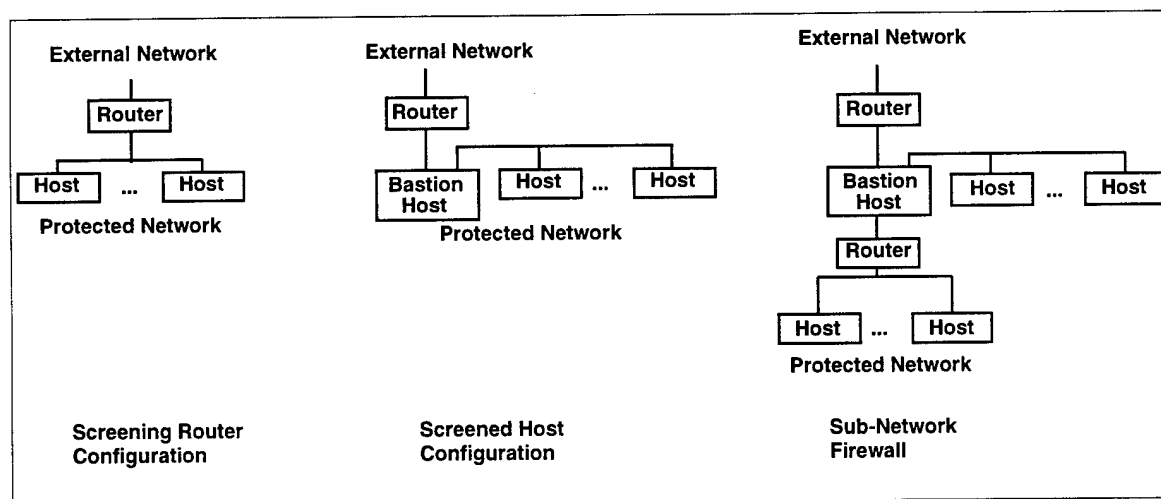 External Network
Router
Host ... Host
Protected Network
Screening Router
Configuration
External Network
Router
Bastion
Host
Host ... Host
Protected Network
Screened Host
Configuration
External Network
Router
Bastion
Host
Host ... Host
Router
Host ... Host
Protected Network
Sub-Network
Firewall